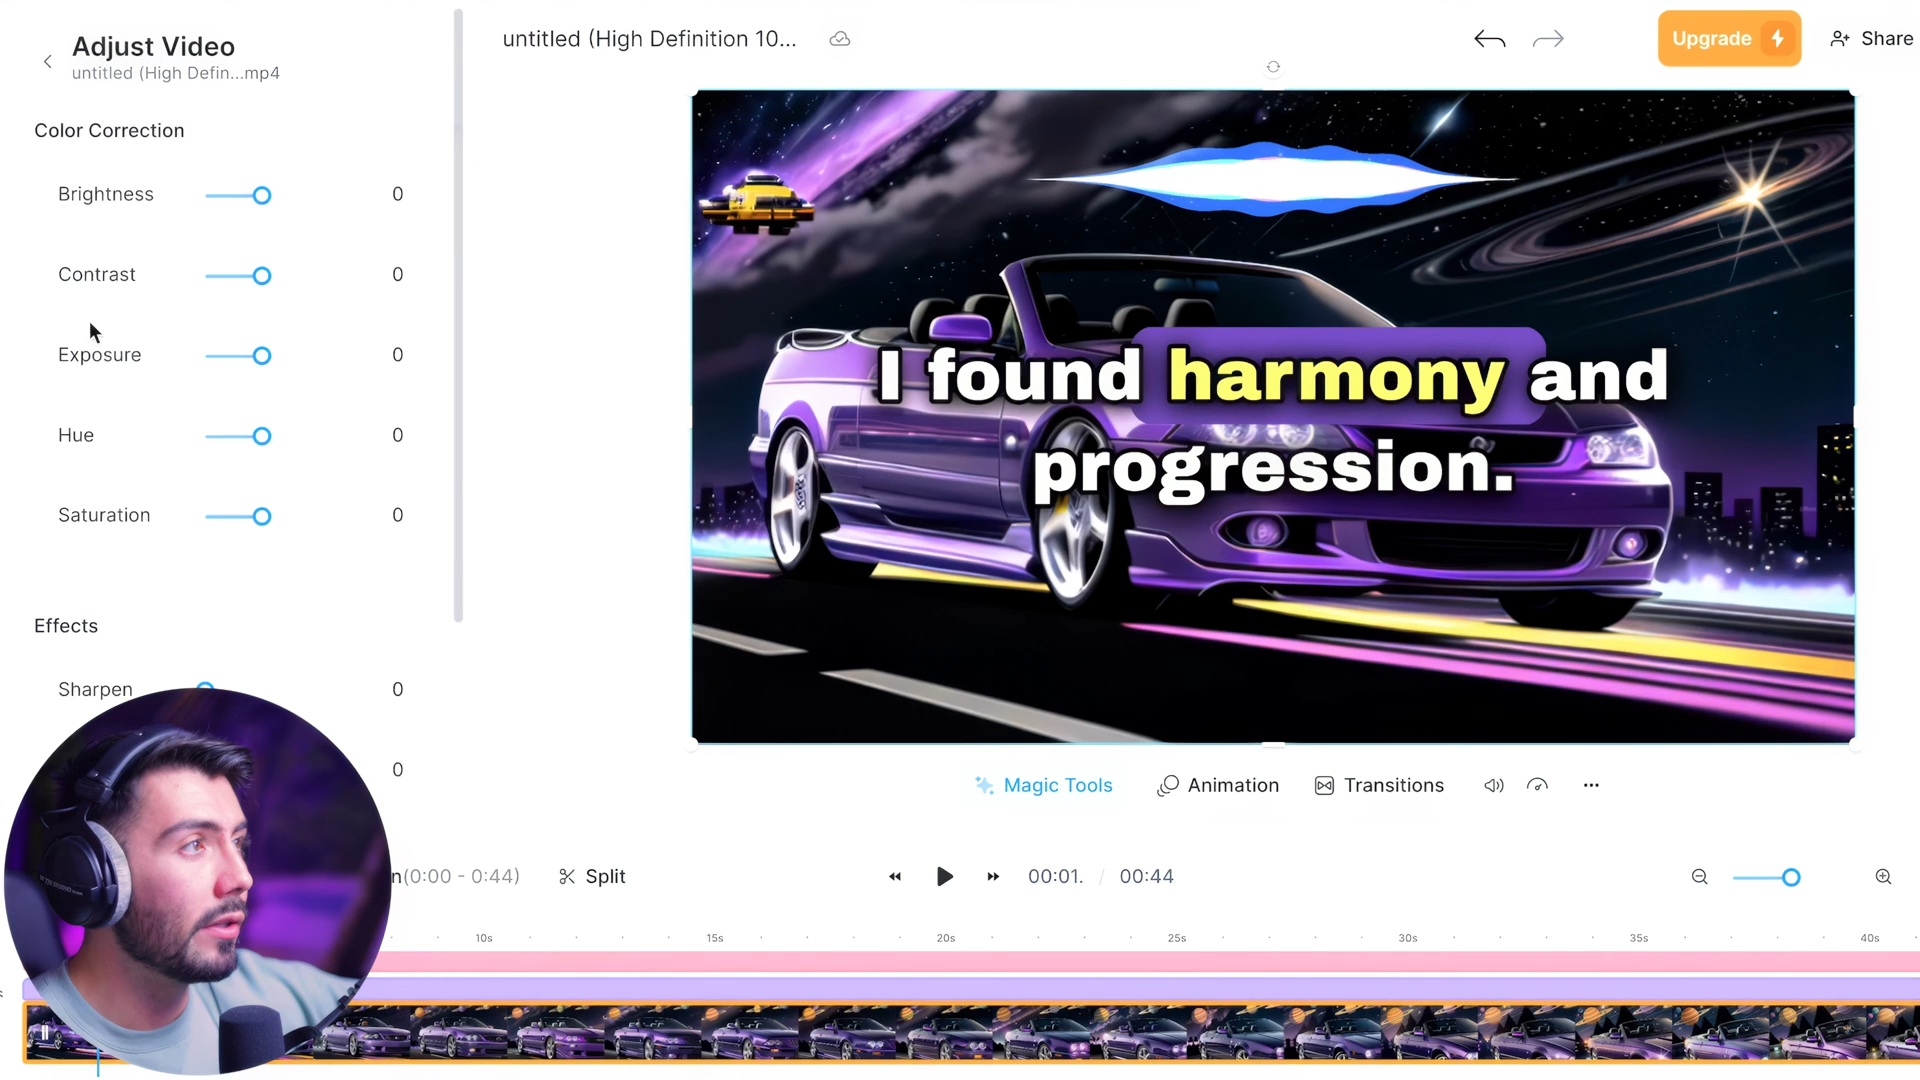 Adjust Video
untitled (High Defin...mp4
Color Correction
Brightness 0
Contrast 0
Exposure 0
Hue 0
Saturation 0
Effects
Sharpen 0
0
untitled (High Definition 10...
Upgrade
Share
I found harmony and
progression.
Magic Tools
Animation
Transitions
n(0:00 - 0:44)
Split
00:01. / 00:44
10s 15s 20s 25s 30s 35s 40s